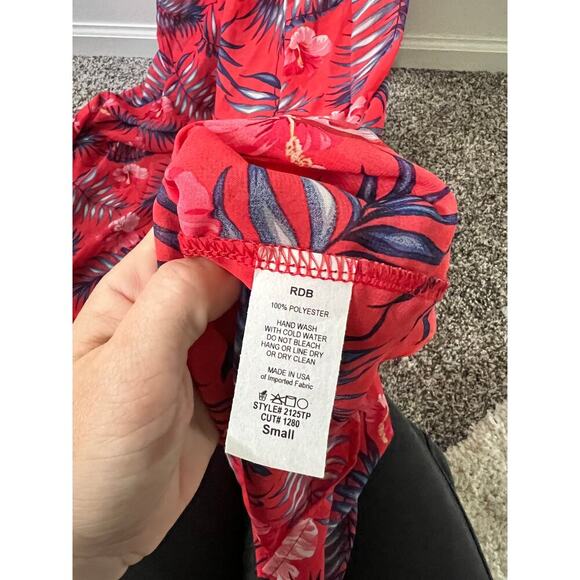 RDB
100% POLYESTER
HAND WASH
WITH COLD WATER
DO NOT BLEACH
HANG OR LINE DRY
OR DRY CLEAN
MADE IN USA
of Imported Fabric
STYLE# 2125TP
CUT# 1280
Small